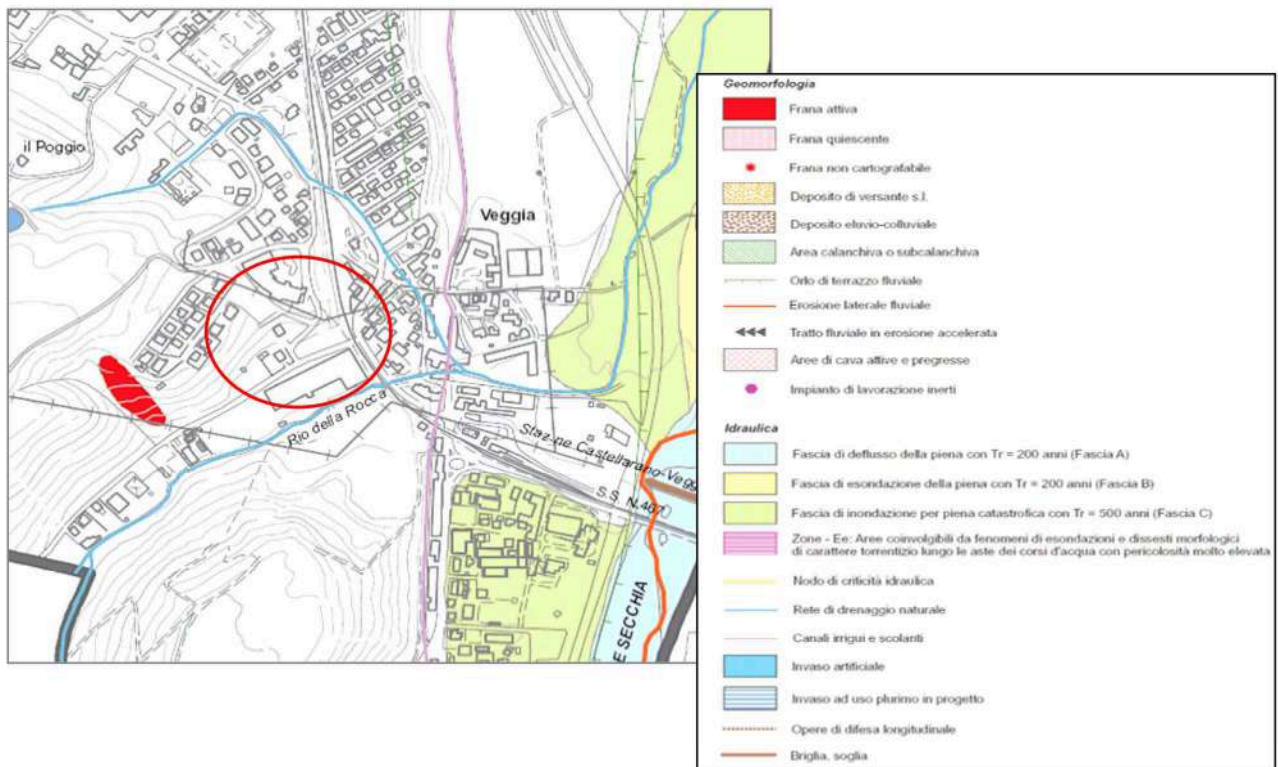 il Poggio
Veggia
Rio della Rocca
Staz-ne Castellarano-Vegg
S.S. N.467
E SECCHIA
Geomorfologia
Frana attiva
Frana quiescente
Frana non cartografabile
Deposito di versante s.l.
Deposito eluvio-colluviale
Area calanchiva o subcalanchiva
Orlo di terrazzo fluviale
Erosione laterale fluviale
Tratto fluviale in erosione accelerata
Aree di cava attive e pregresse
Impianto di lavorazione inerti
Idraulica
Fascia di deflusso della piena con Tr = 200 anni (Fascia A)
Fascia di esondazione della piena con Tr = 200 anni (Fascia B)
Fascia di inondazione per piena catastrofica con Tr = 500 anni (Fascia C)
Zone - Ee: Aree coinvolgibili da fenomeni di esondazioni e dissesti morfologici
di carattere torrentizio lungo le aste dei corsi d'acqua con pericolosità molto elevata
Nodo di criticità idraulica
Rete di drenaggio naturale
Canali irrigui e scolanti
Invaso artificiale
Invaso ad uso plurimo in progetto
Opere di difesa longitudinale
Briglia, soglia